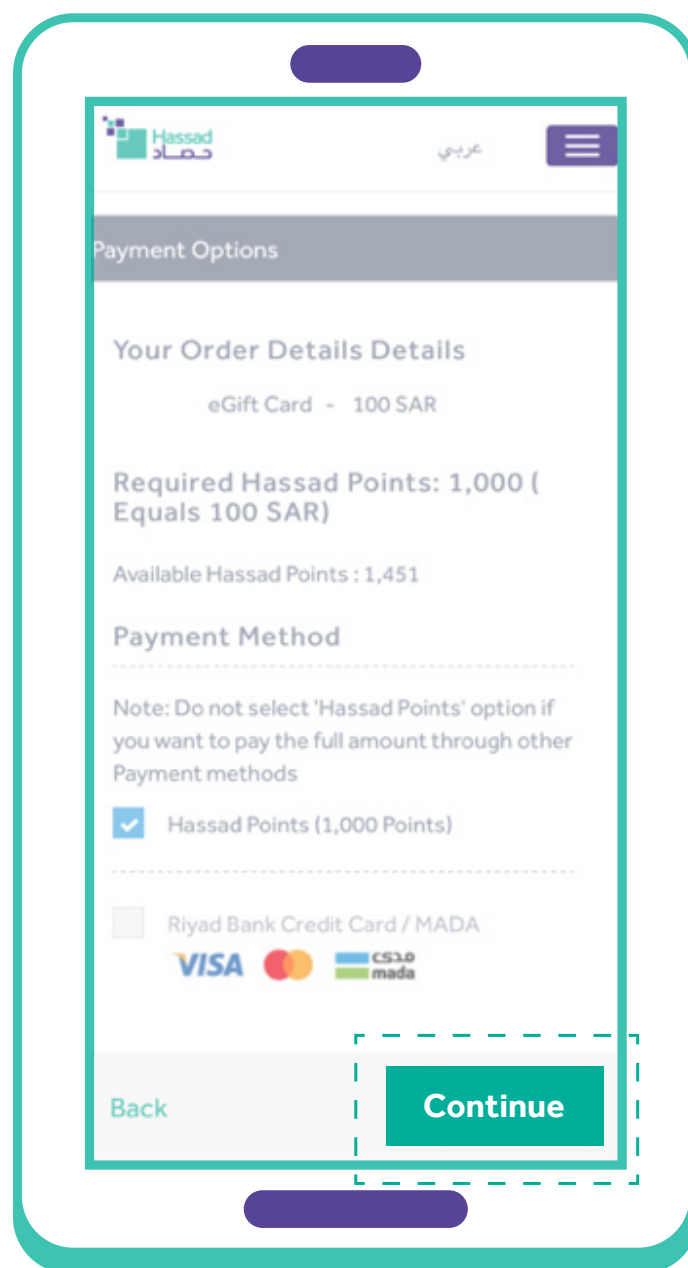 Hassad
حصاد
عربي
Payment Options
Your Order Details Details
eGift Card - 100 SAR
Required Hassad Points: 1,000 (
Equals 100 SAR)
Available Hassad Points : 1,451
Payment Method
Note: Do not select 'Hassad Points' option if
you want to pay the full amount through other
Payment methods
Hassad Points (1,000 Points)
Riyad Bank Credit Card / MADA
VISA مدى
mada
Back Continue